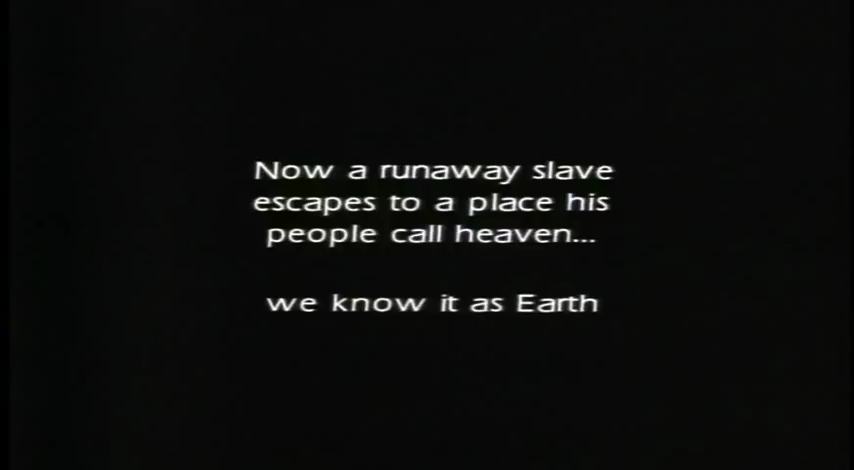 Now a runaway slave
escapes to a place his
people call heaven...
we know it as Earth